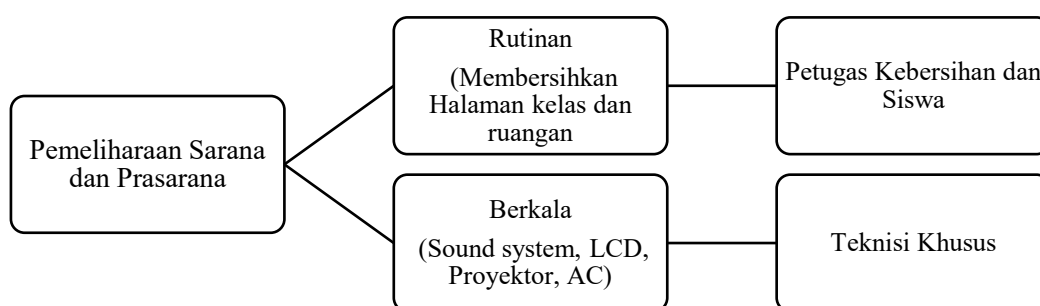 Pemeliharaan Sarana
dan Prasarana
Rutinan
(Membersihkan
Halaman kelas dan
ruangan
Petugas Kebersihan dan
Siswa
Berkala
(Sound system, LCD,
Proyektor, AC)
Teknisi Khusus